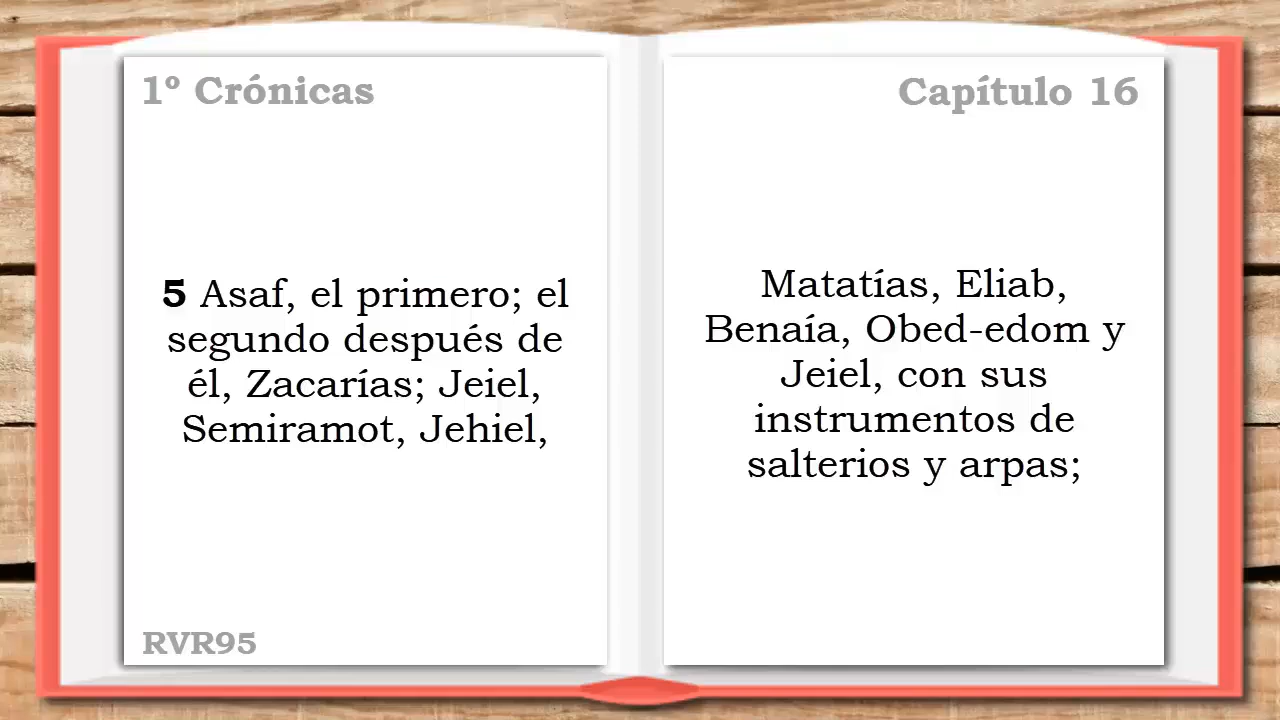 1º Crónicas
5 Asaf, el primero; el
segundo después de
él, Zacarías; Jeiel,
Semiramot, Jehiel,
RVR95
Capítulo 16
Matatías, Eliab,
Benaía, Obed-edom y
Jeiel, con sus
instrumentos de
salterios y arpas;